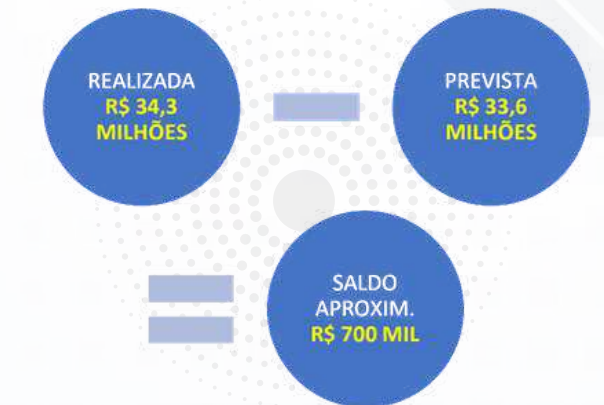 REALIZADA
R$ 34,3
MILHÕES
PREVISTA
R$ 33,6
MILHÕES
SALDO
APROXIM.
R$ 700 MIL